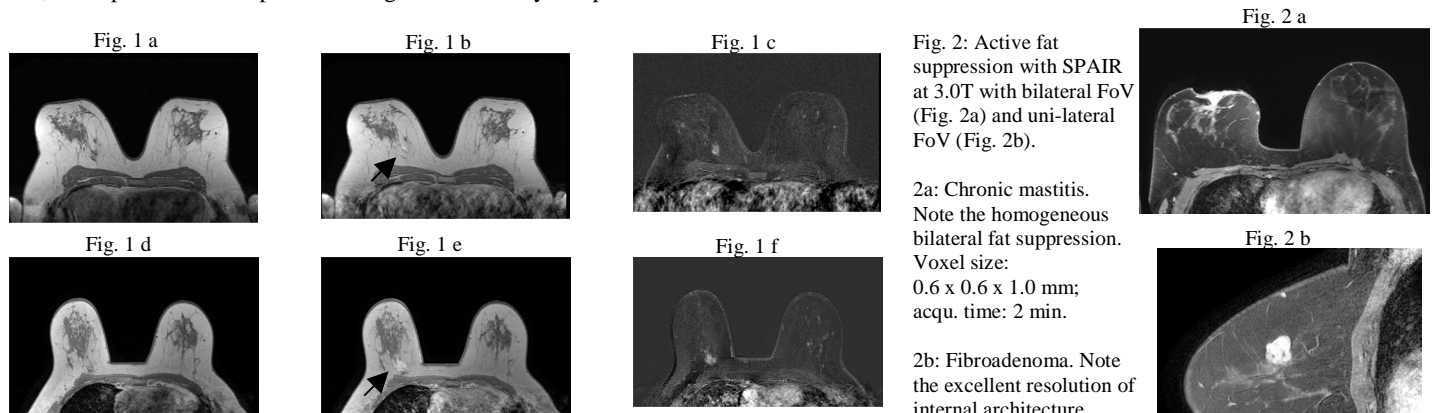 Fig. 1 a
Fig. 1 b
Fig. 1 c
Fig. 1 d
Fig. 1 e
Fig. 1 f
Fig. 2: Active fat
suppression with SPAIR
at 3.0T with bilateral FoV
(Fig. 2a) and uni-lateral
FoV (Fig. 2b).
2a: Chronic mastitis.
Note the homogeneous
bilateral fat suppression.
Voxel size:
0.6 x 0.6 x 1.0 mm;
acqu. time: 2 min.
2b: Fibroadenoma. Note
the excellent resolution of
internal architecture
Fig. 2 a
Fig. 2 b